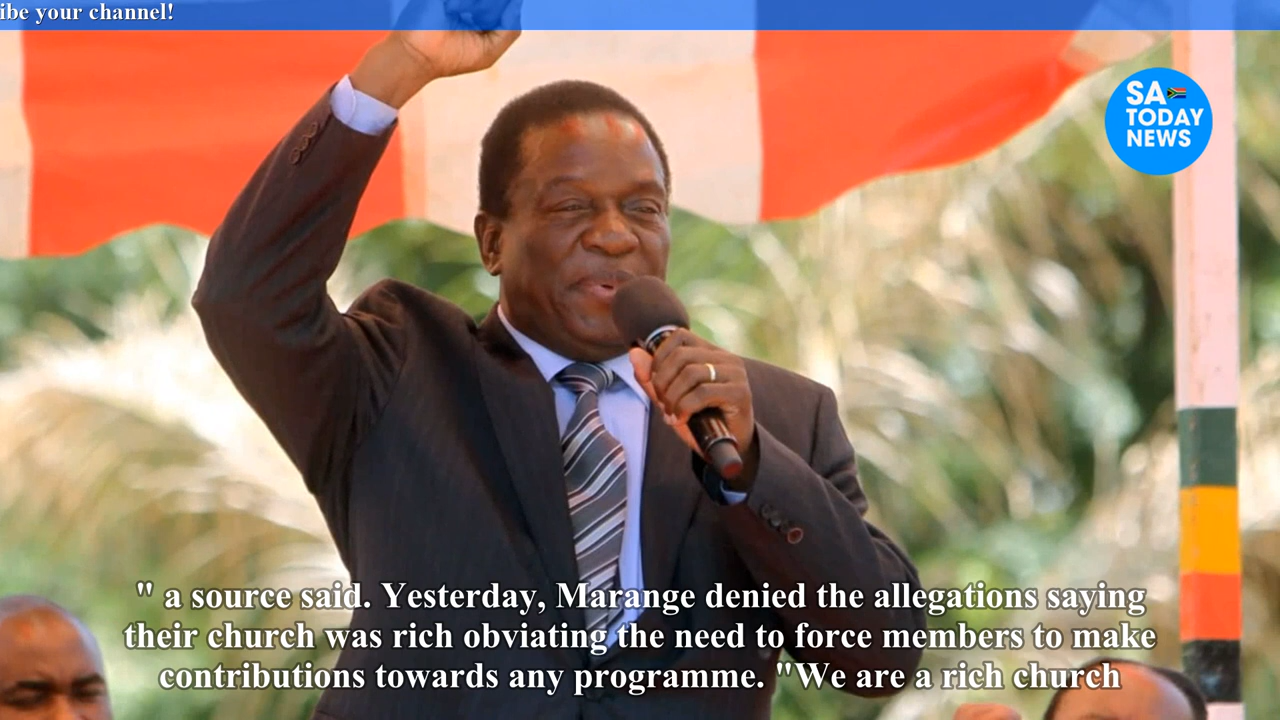 ibe your channel!
SA
TODAY
NEWS
" a source said. Yesterday, Marange denied the allegations saying
their church was rich obviating the need to force members to make
contributions towards any programme. "We are a rich church